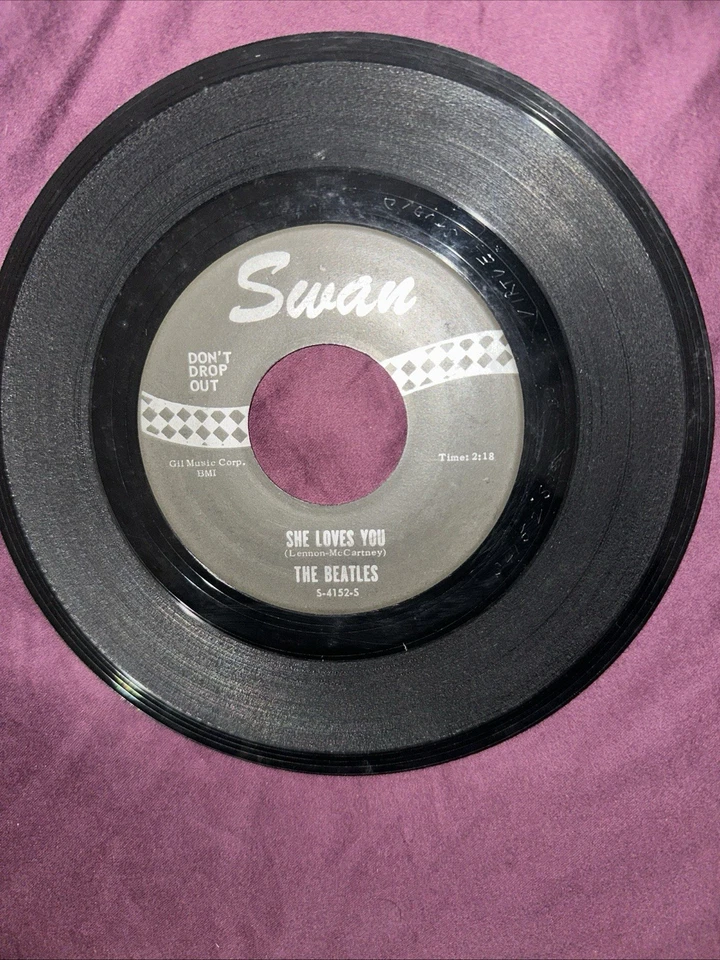 Swan
DON'T
DROP
OUT
Gil Music Corp.
BMI
Time: 2:18
SHE LOVES YOU
(Lennon-McCartney)
THE BEATLES
S-4152-S
VIRTUE